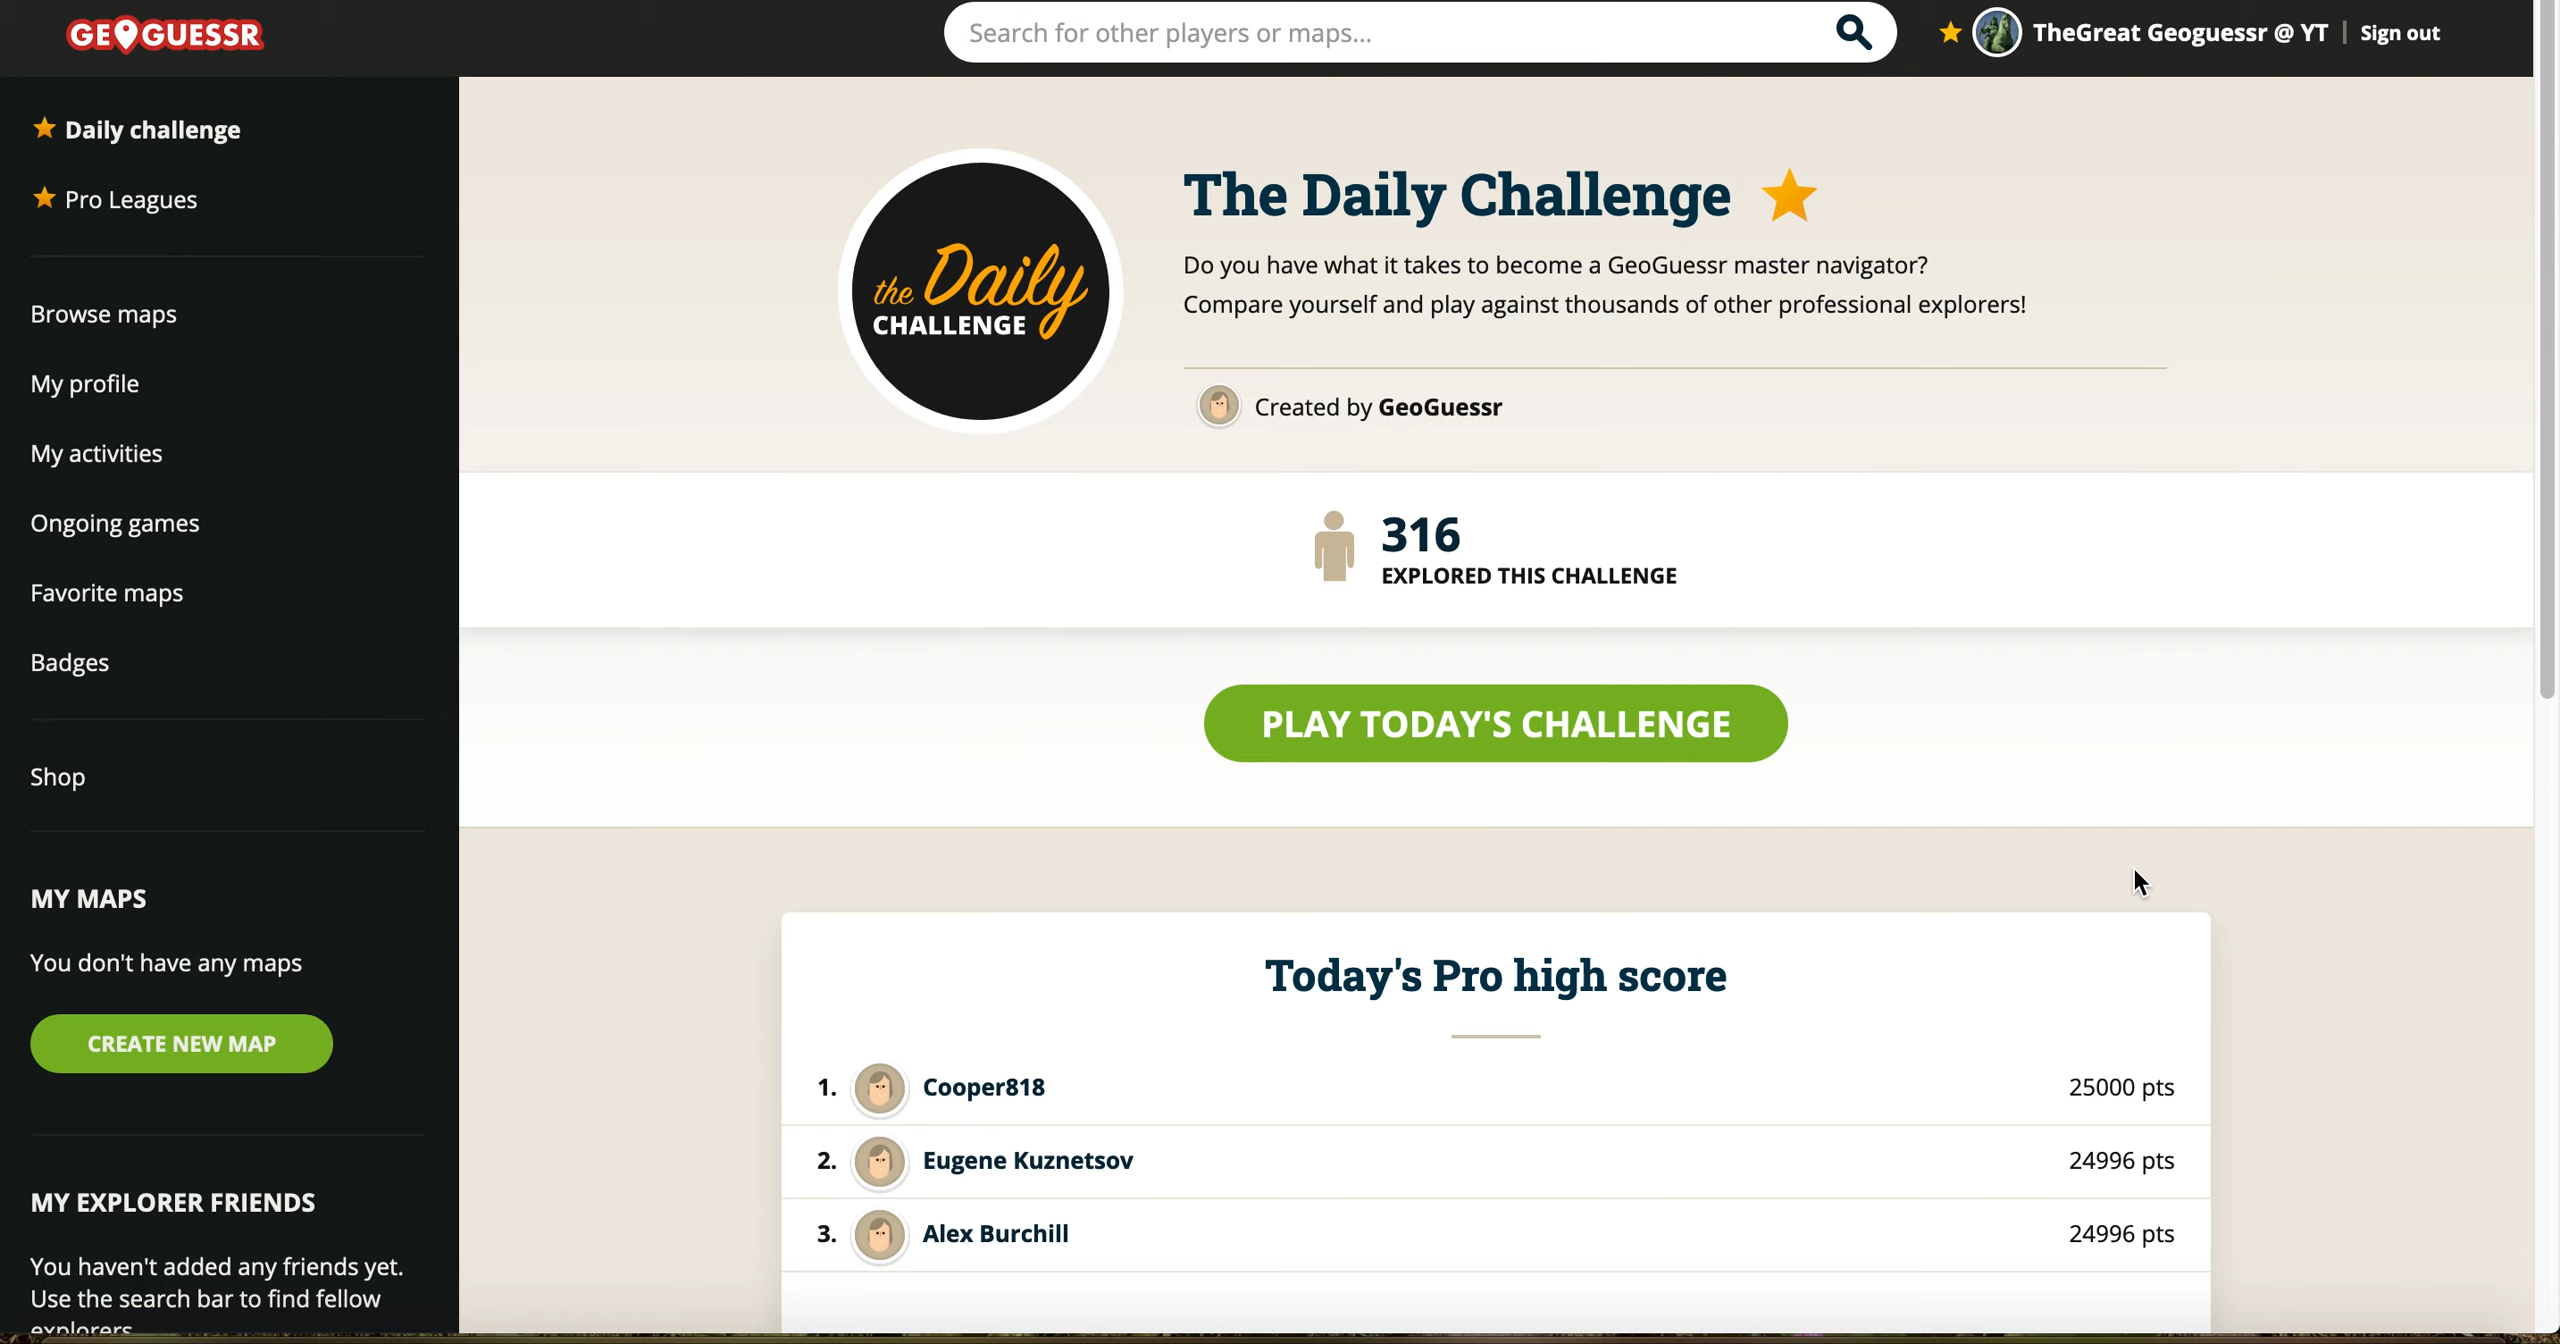 GEOGUESSR
Search for other players or maps...
TheGreat Geoguessr @ YT | Sign out
Daily challenge
Pro Leagues
Browse maps
My profile
My activities
Ongoing games
Favorite maps
Badges
Shop
MY MAPS
You don't have any maps
CREATE NEW MAP
MY EXPLORER FRIENDS
You haven't added any friends yet.
Use the search bar to find fellow
explorers
the Daily
CHALLENGE
The Daily Challenge
Do you have what it takes to become a GeoGuessr master navigator?
Compare yourself and play against thousands of other professional explorers!
Created by GeoGuessr
316
EXPLORED THIS CHALLENGE
PLAY TODAY'S CHALLENGE
Today's Pro high score
1. Cooper818 25000 pts
2. Eugene Kuznetsov 24996 pts
3. Alex Burchill 24996 pts